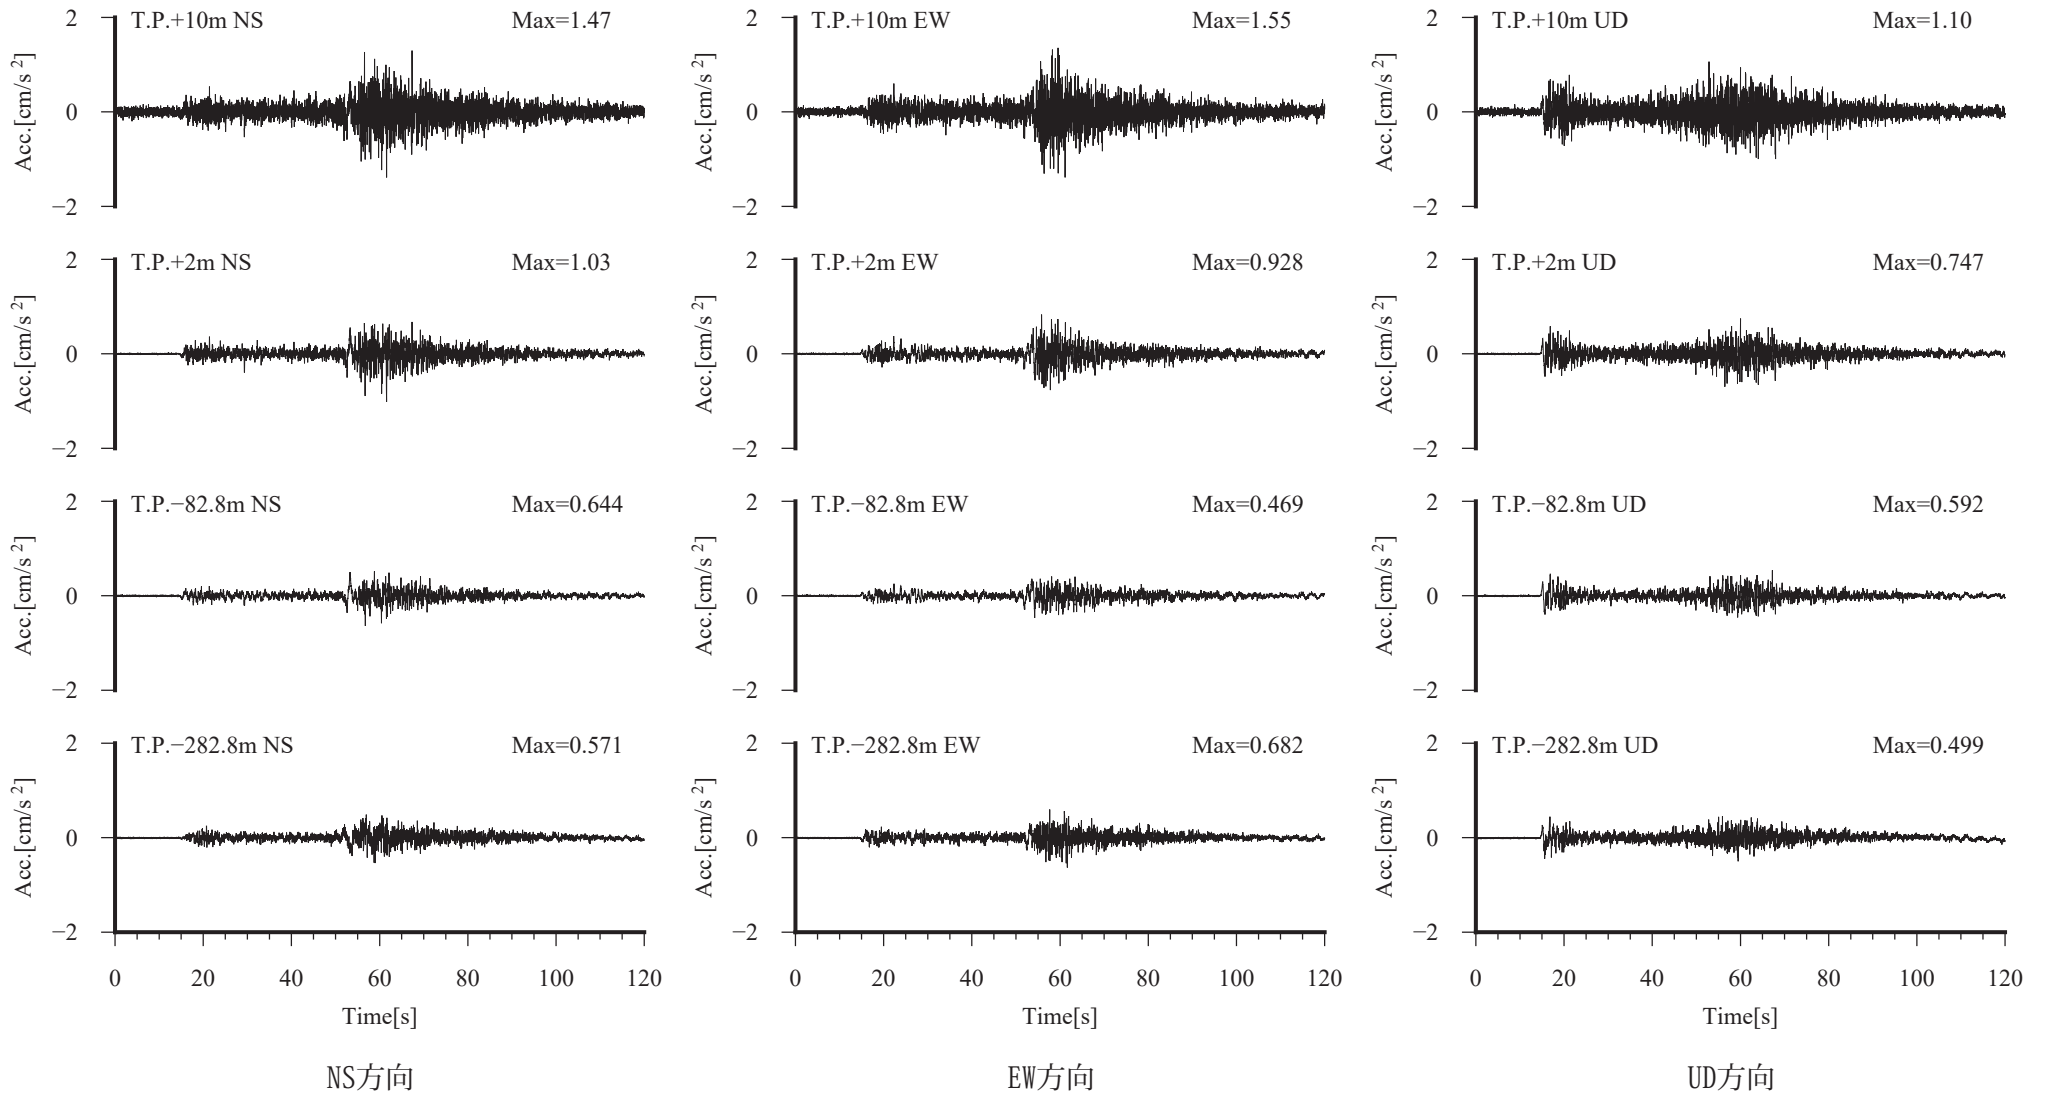 T.P.+10m NS Max=1.47
2
0
−2
Acc.[cm/s²]
T.P.+10m EW Max=1.55
2
0
−2
Acc.[cm/s²]
T.P.+10m UD Max=1.10
2
0
−2
Acc.[cm/s²]
T.P.+2m NS Max=1.03
2
0
−2
Acc.[cm/s²]
T.P.+2m EW Max=0.928
2
0
−2
Acc.[cm/s²]
T.P.+2m UD Max=0.747
2
0
−2
Acc.[cm/s²]
T.P.−82.8m NS Max=0.644
2
0
−2
Acc.[cm/s²]
T.P.−82.8m EW Max=0.469
2
0
−2
Acc.[cm/s²]
T.P.−82.8m UD Max=0.592
2
0
−2
Acc.[cm/s²]
T.P.−282.8m NS Max=0.571
2
0
−2
Acc.[cm/s²]
T.P.−282.8m EW Max=0.682
2
0
−2
Acc.[cm/s²]
T.P.−282.8m UD Max=0.499
2
0
−2
Acc.[cm/s²]
0 20 40 60 80 100 120
0 20 40 60 80 100 120
0 20 40 60 80 100 120
Time[s]
Time[s]
Time[s]
NS方向
EW方向
UD方向